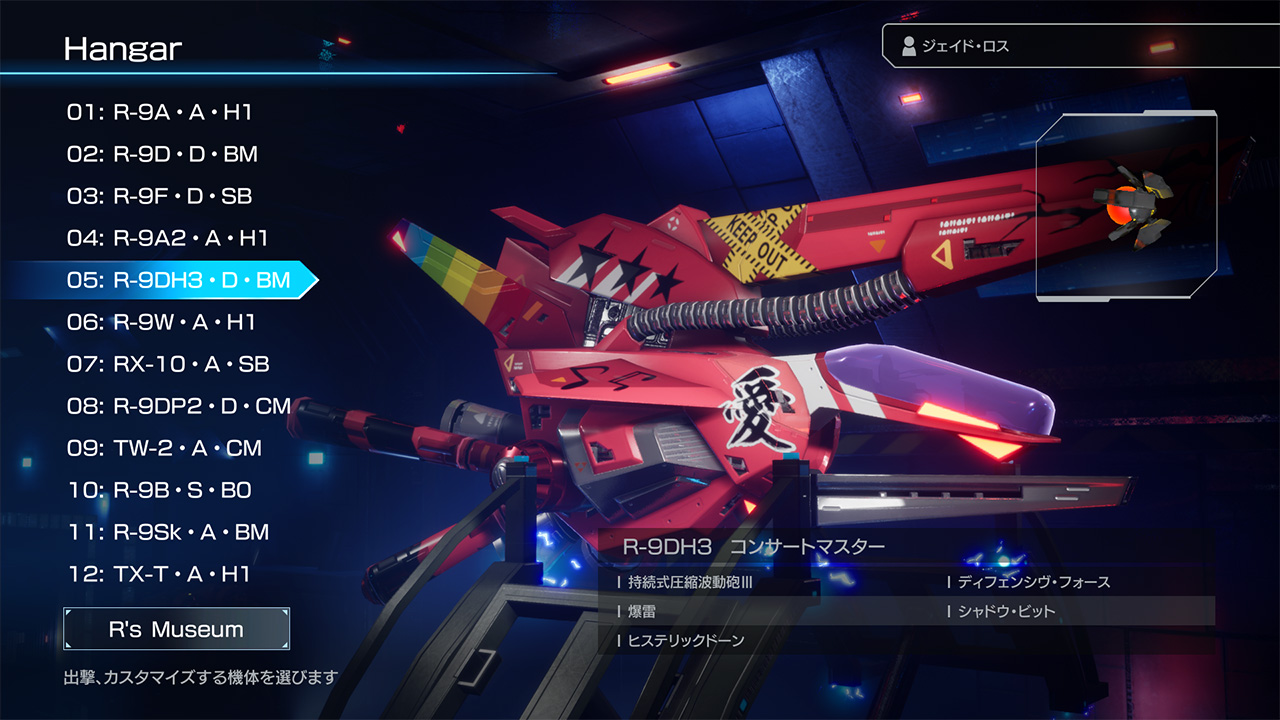 Hangar
ジェイド・ロス
01: R-9A・A・H1
02: R-9D・D・BM
03: R-9F・D・SB
04: R-9A2・A・H1
05: R-9DH3・D・BM
06: R-9W・A・H1
07: RX-10・A・SB
08: R-9DP2・D・CM
09: TW-2・A・CM
10: R-9B・S・B0
11: R-9Sk・A・BM
12: TX-T・A・H1
R's Museum
出撃、カスタマイズする機体を選びます
KEEP OUT
愛
R-9DH3 コンサートマスター
持続式圧縮波動砲III
ディフェンシヴ・フォース
爆雷
シャドウ・ビット
ヒステリックドーン